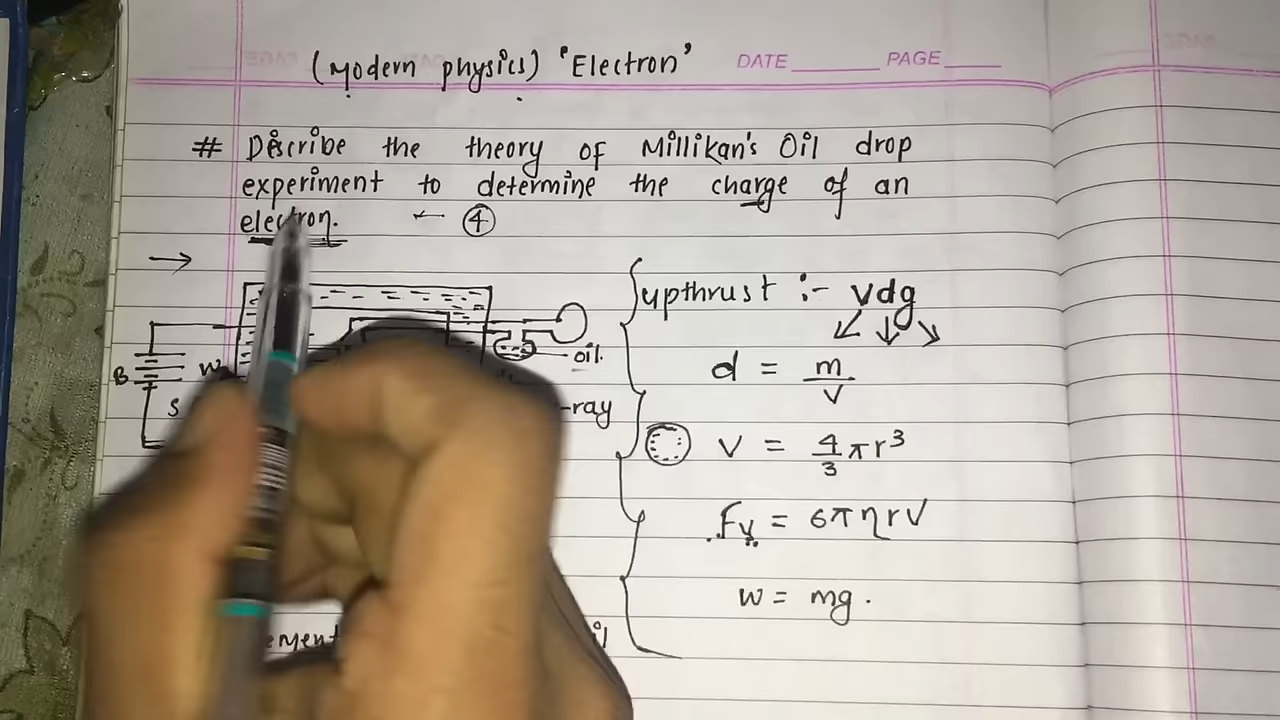 (Modern physics) 'Electron'
DATE PAGE
# Describe the theory of Millikan's Oil drop
experiment to determine the charge of an
electron. ← ④
→
upthrust :- vdg
oil.
d = m/v
B
W
S
-ray
V = 4/3 πr³
Fv = 6πηrV
w = mg.